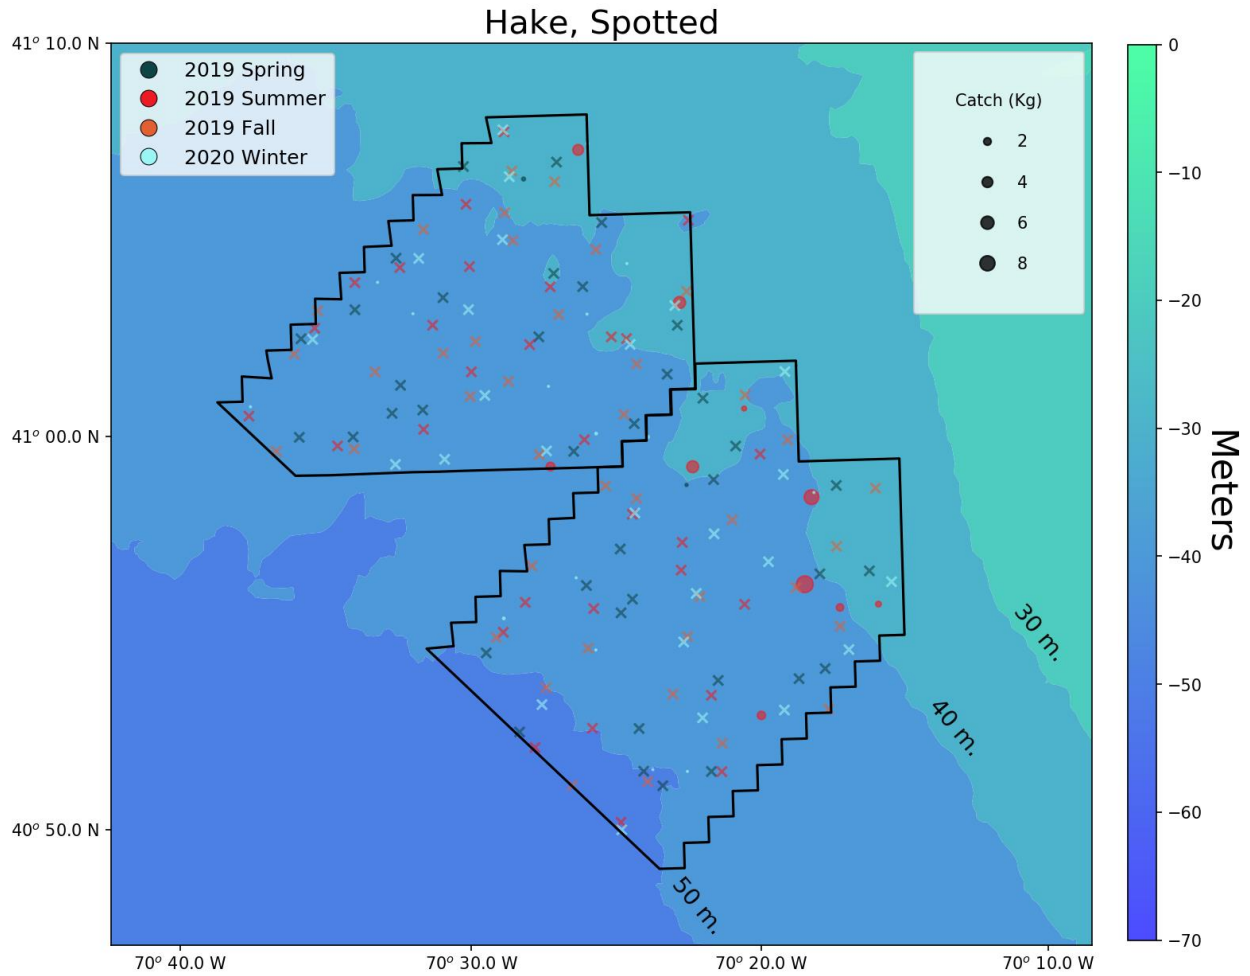 Hake, Spotted
41° 10.0 N
41° 00.0 N
40° 50.0 N
2019 Spring
2019 Summer
2019 Fall
2020 Winter
Catch (Kg)
2
4
6
8
30 m.
40 m.
50 m.
70° 40.0 W
70° 30.0 W
70° 20.0 W
70° 10.0 W
0
−10
−20
−30
−40
−50
−60
−70
Meters